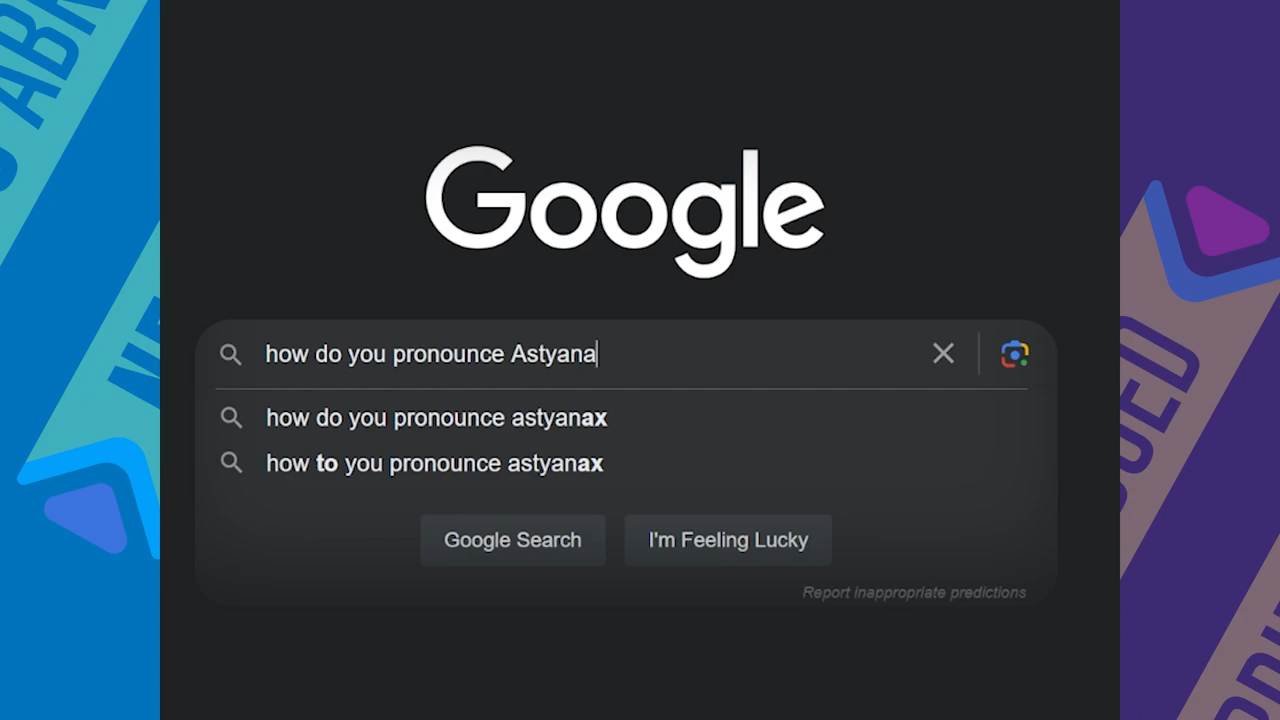 Google
how do you pronounce Astyana
how do you pronounce astyanax
how to you pronounce astyanax
Google Search
I'm Feeling Lucky
Report inappropriate predictions